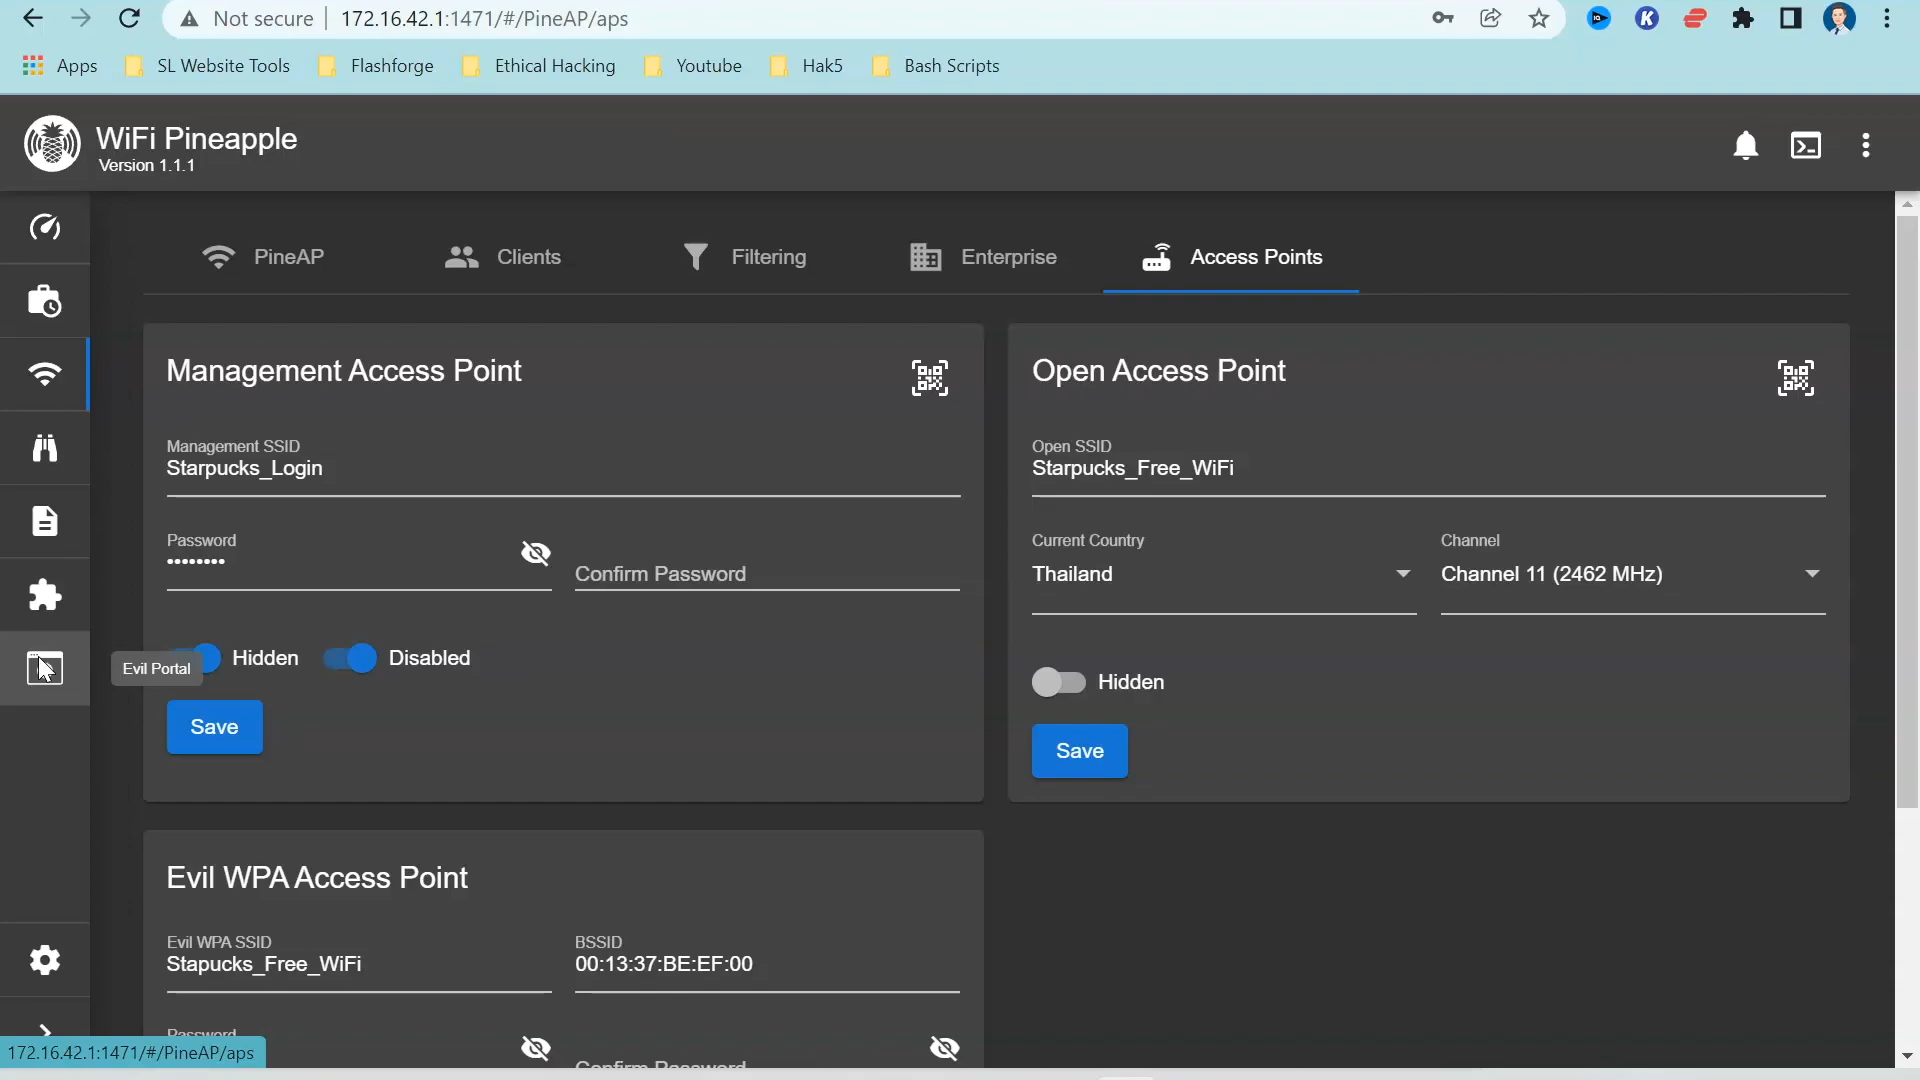 Not secure 172.16.42.1:1471/#/PineAP/aps
Apps SL Website Tools Flashforge Ethical Hacking Youtube Hak5 Bash Scripts
WiFi Pineapple
Version 1.1.1
PineAP Clients Filtering Enterprise Access Points
Management Access Point
Management SSID
Starpucks_Login
Password
••••••••
Confirm Password
Hidden Disabled
Save
Open Access Point
Open SSID
Starpucks_Free_WiFi
Current Country
Thailand
Channel
Channel 11 (2462 MHz)
Hidden
Save
Evil Portal
Evil WPA Access Point
Evil WPA SSID
Stapucks_Free_WiFi
BSSID
00:13:37:BE:EF:00
Password
Confirm Password
172.16.42.1:1471/#/PineAP/aps